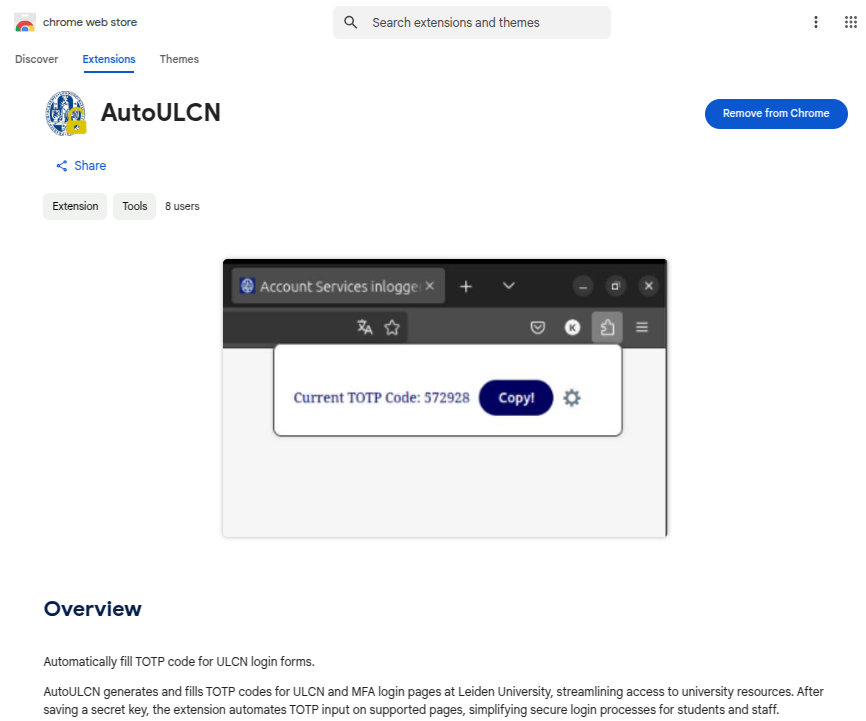 chrome web store
Search extensions and themes
Discover
Extensions
Themes
AutoULCN
Remove from Chrome
Share
Extension
Tools
8 users
Account Services inlogge
K
Current TOTP Code: 572928
Copy!
Overview
Automatically fill TOTP code for ULCN login forms.
AutoULCN generates and fills TOTP codes for ULCN and MFA login pages at Leiden University, streamlining access to university resources. After
saving a secret key, the extension automates TOTP input on supported pages, simplifying secure login processes for students and staff.